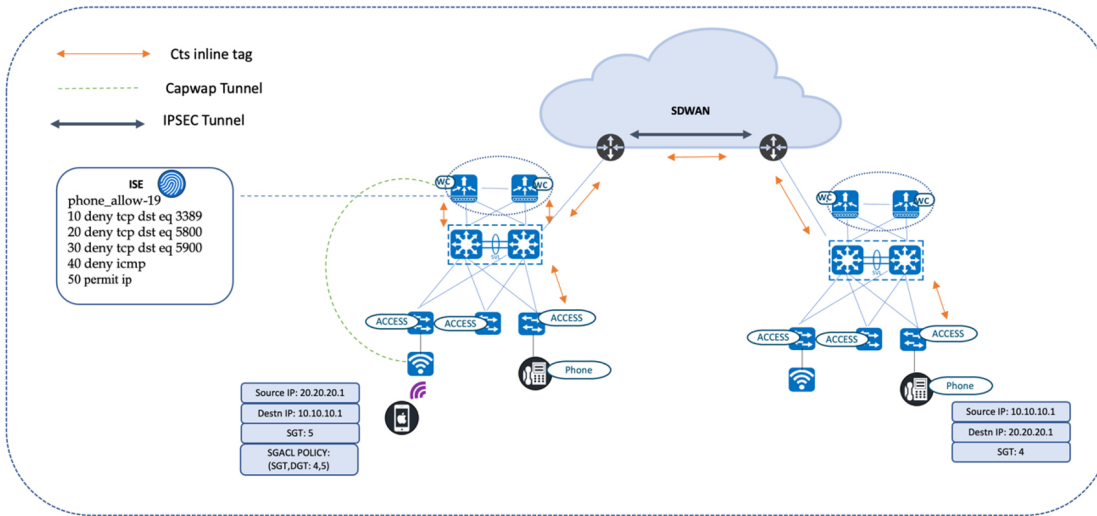 Cts inline tag
Capwap Tunnel
IPSEC Tunnel
SDWAN
ISE
phone_allow-19
10 deny tcp dst eq 3389
20 deny tcp dst eq 5800
30 deny tcp dst eq 5900
40 deny icmp
50 permit ip
WC
WC
WC
WC
SVL
SVL
ACCESS
ACCESS
ACCESS
ACCESS
ACCESS
ACCESS
Phone
Phone
Source IP: 20.20.20.1
Destn IP: 10.10.10.1
SGT: 5
SGACL POLICY:
(SGT,DGT: 4,5)
Source IP: 10.10.10.1
Destn IP: 20.20.20.1
SGT: 4